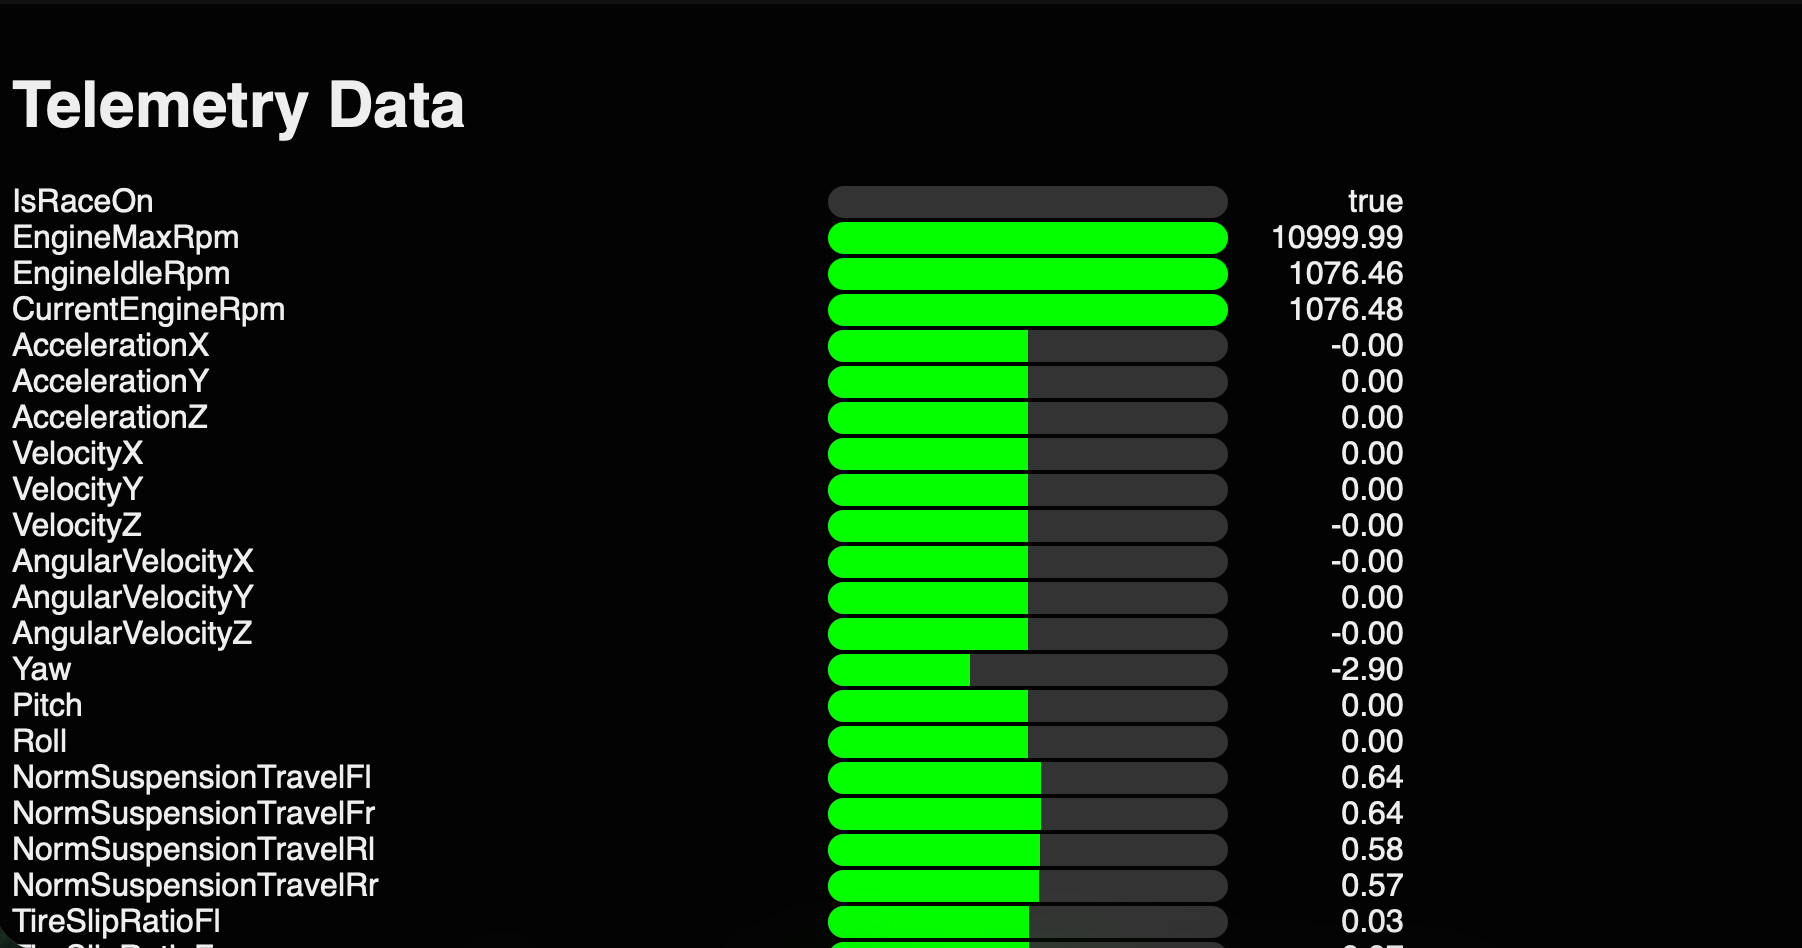 Telemetry Data
IsRaceOn true
EngineMaxRpm 10999.99
EngineIdleRpm 1076.46
CurrentEngineRpm 1076.48
AccelerationX -0.00
AccelerationY 0.00
AccelerationZ 0.00
VelocityX 0.00
VelocityY 0.00
VelocityZ -0.00
AngularVelocityX -0.00
AngularVelocityY 0.00
AngularVelocityZ -0.00
Yaw -2.90
Pitch 0.00
Roll 0.00
NormSuspensionTravelFl 0.64
NormSuspensionTravelFr 0.64
NormSuspensionTravelRl 0.58
NormSuspensionTravelRr 0.57
TireSlipRatioFl 0.03